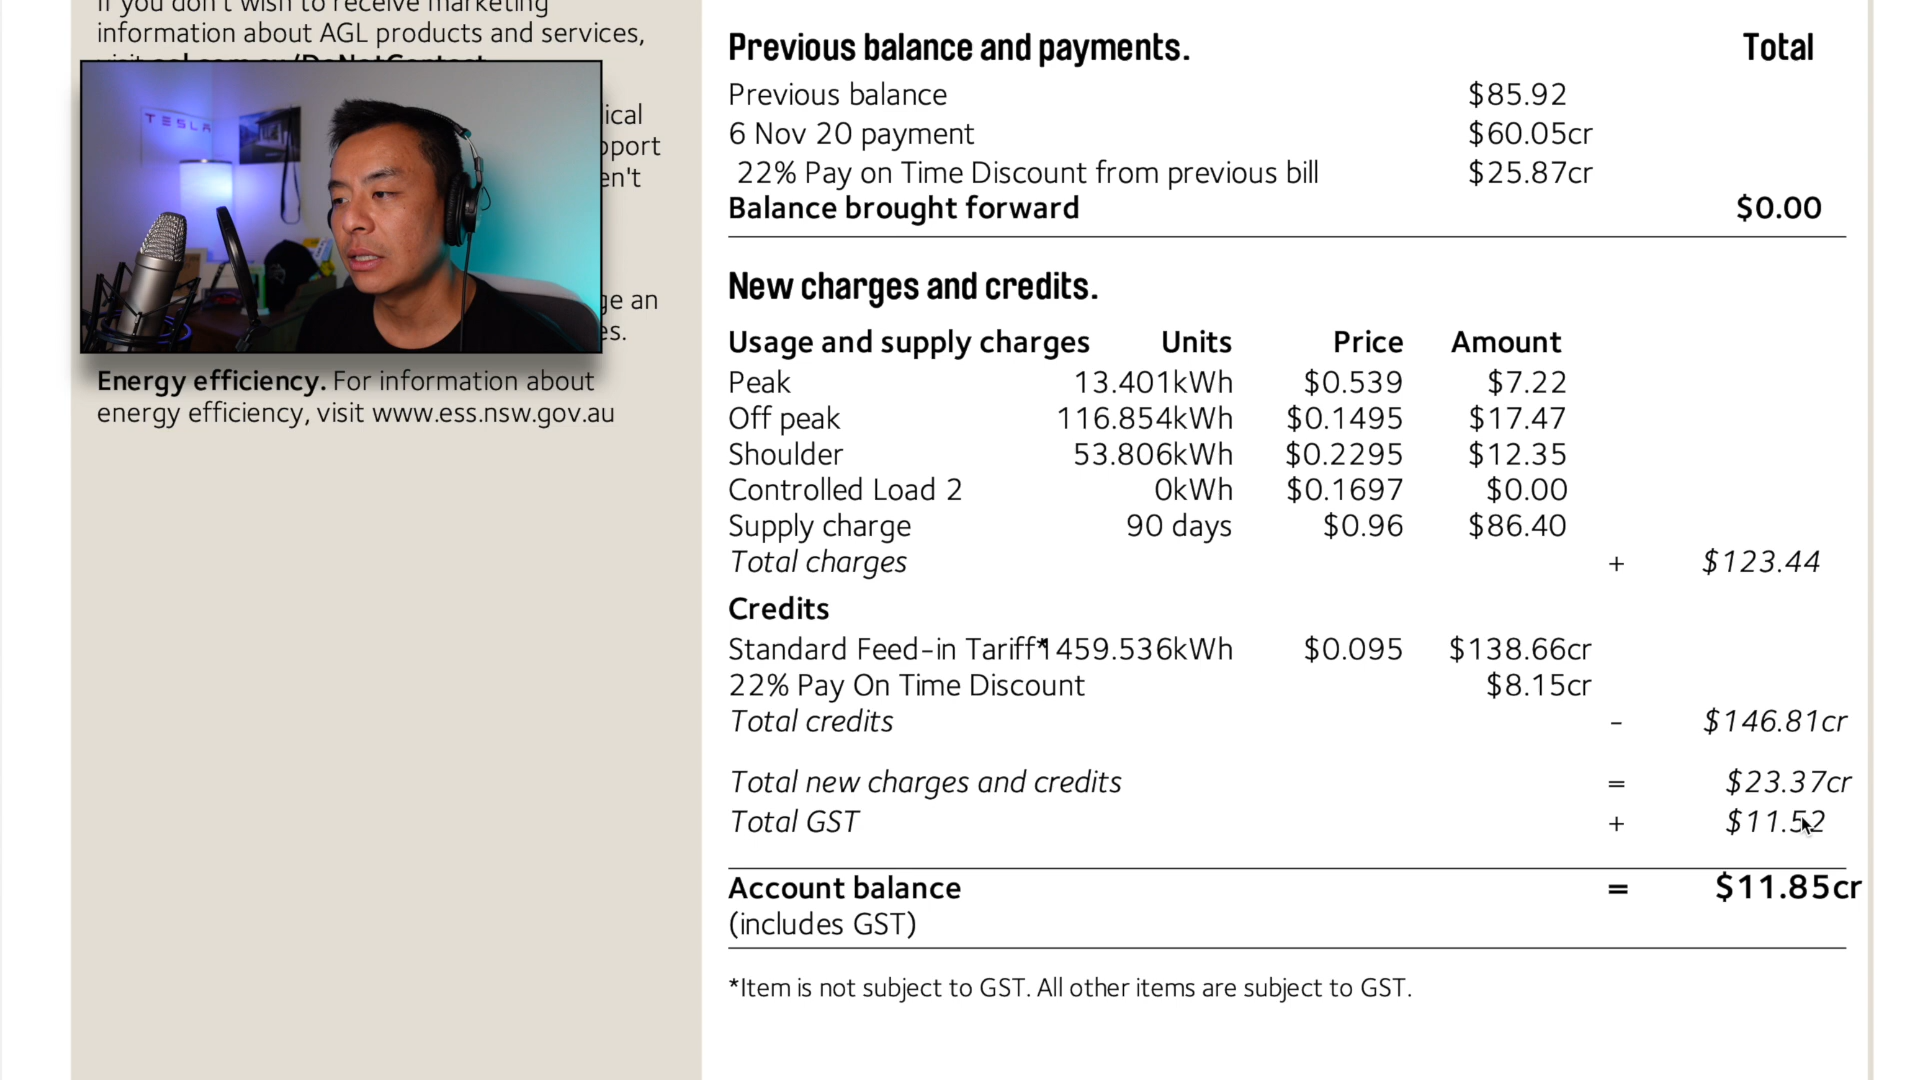 information about AGL products and services,
TESLA
ical
pport
en't
ge an
es.
Energy efficiency. For information about
energy efficiency, visit www.ess.nsw.gov.au
Previous balance and payments. Total
Previous balance $85.92
6 Nov 20 payment $60.05cr
22% Pay on Time Discount from previous bill $25.87cr
Balance brought forward $0.00
New charges and credits.
Usage and supply charges Units Price Amount
Peak 13.401kWh $0.539 $7.22
Off peak 116.854kWh $0.1495 $17.47
Shoulder 53.806kWh $0.2295 $12.35
Controlled Load 2 0kWh $0.1697 $0.00
Supply charge 90 days $0.96 $86.40
Total charges + $123.44
Credits
Standard Feed-in Tariff*1459.536kWh $0.095 $138.66cr
22% Pay On Time Discount $8.15cr
Total credits - $146.81cr
Total new charges and credits = $23.37cr
Total GST + $11.52
Account balance = $11.85cr
(includes GST)
*Item is not subject to GST. All other items are subject to GST.